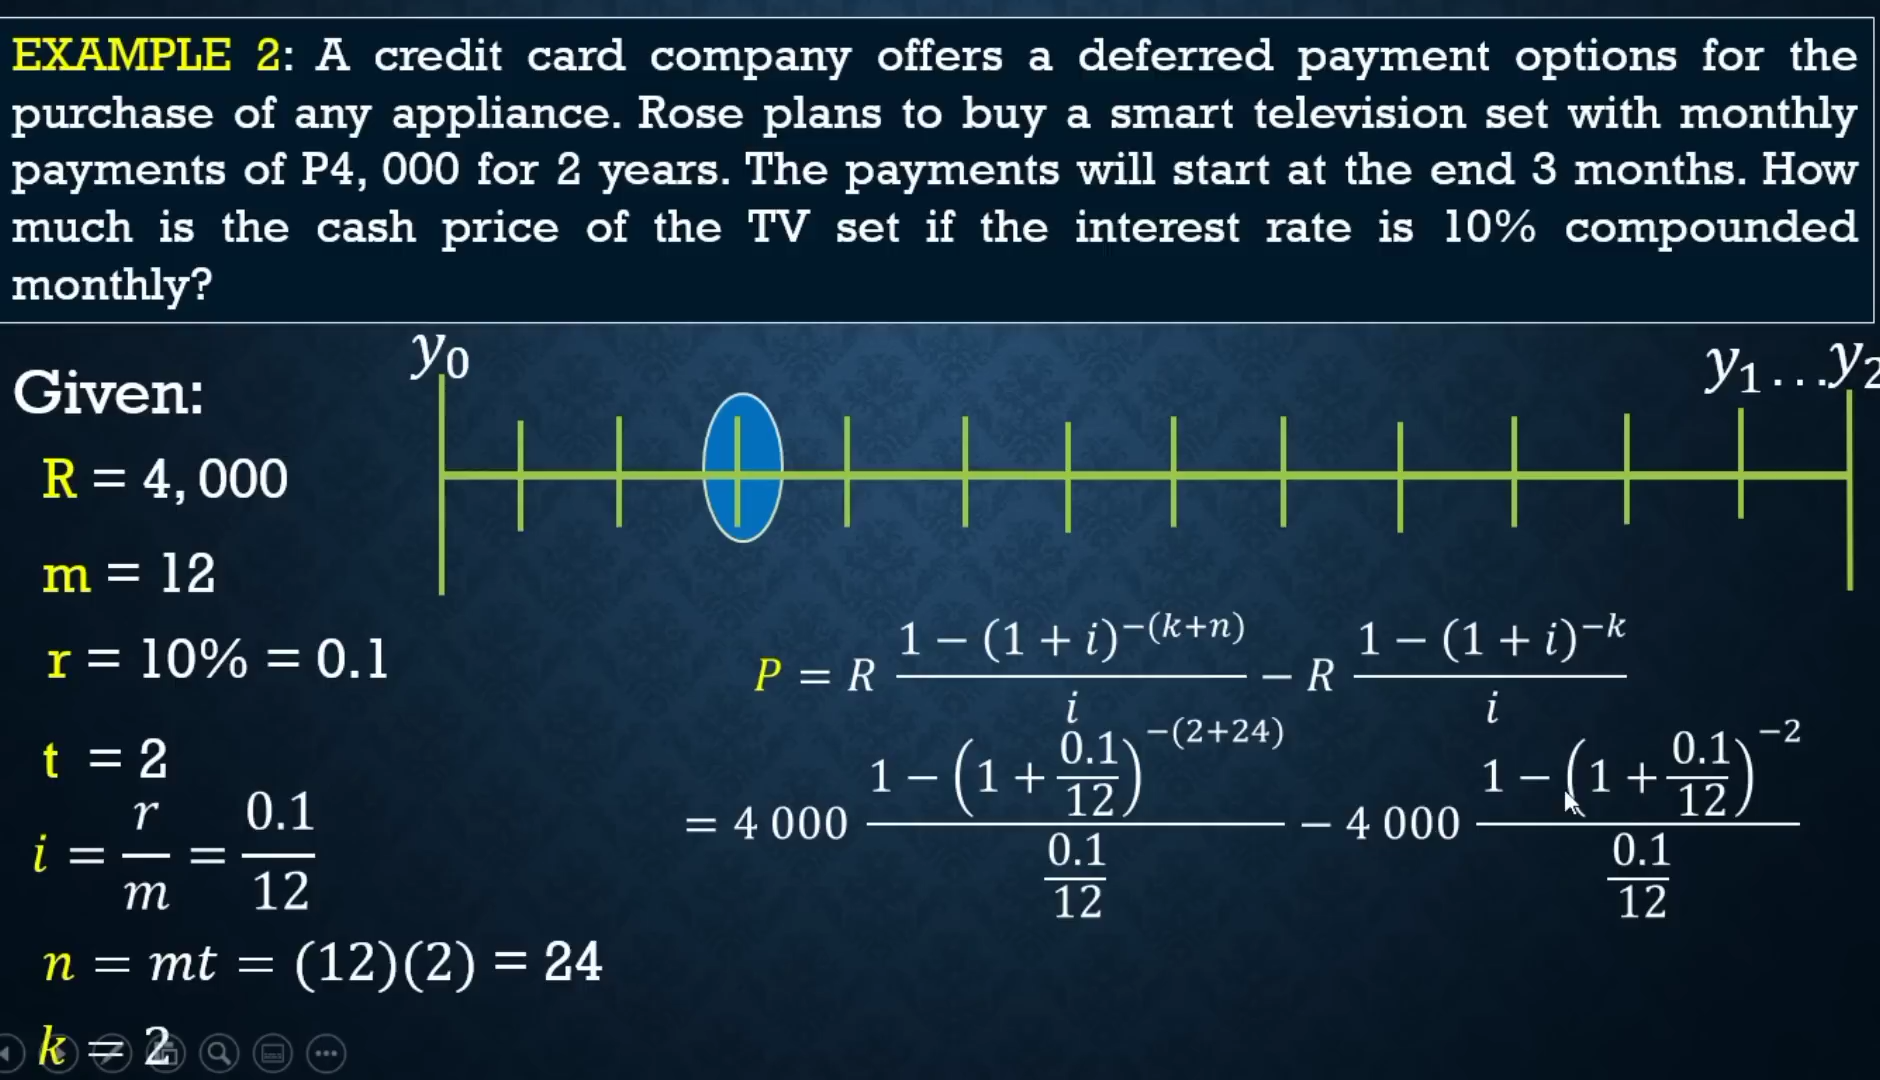 EXAMPLE 2: A credit card company offers a deferred payment options for the
purchase of any appliance. Rose plans to buy a smart television set with monthly
payments of P4, 000 for 2 years. The payments will start at the end 3 months. How
much is the cash price of the TV set if the interest rate is 10% compounded
monthly?
y₀
y₁ ... y₂
Given:
R = 4, 000
m = 12
r = 10% = 0.1
t = 2
i = r/m = 0.1/12
n = mt = (12)(2) = 24
k = 2
P = R (1 − (1 + i)^−(k+n))/i − R (1 − (1 + i)^−k)/i
= 4 000 (1 − (1 + 0.1/12)^−(2+24))/(0.1/12) − 4 000 (1 − (1 + 0.1/12)^−2)/(0.1/12)